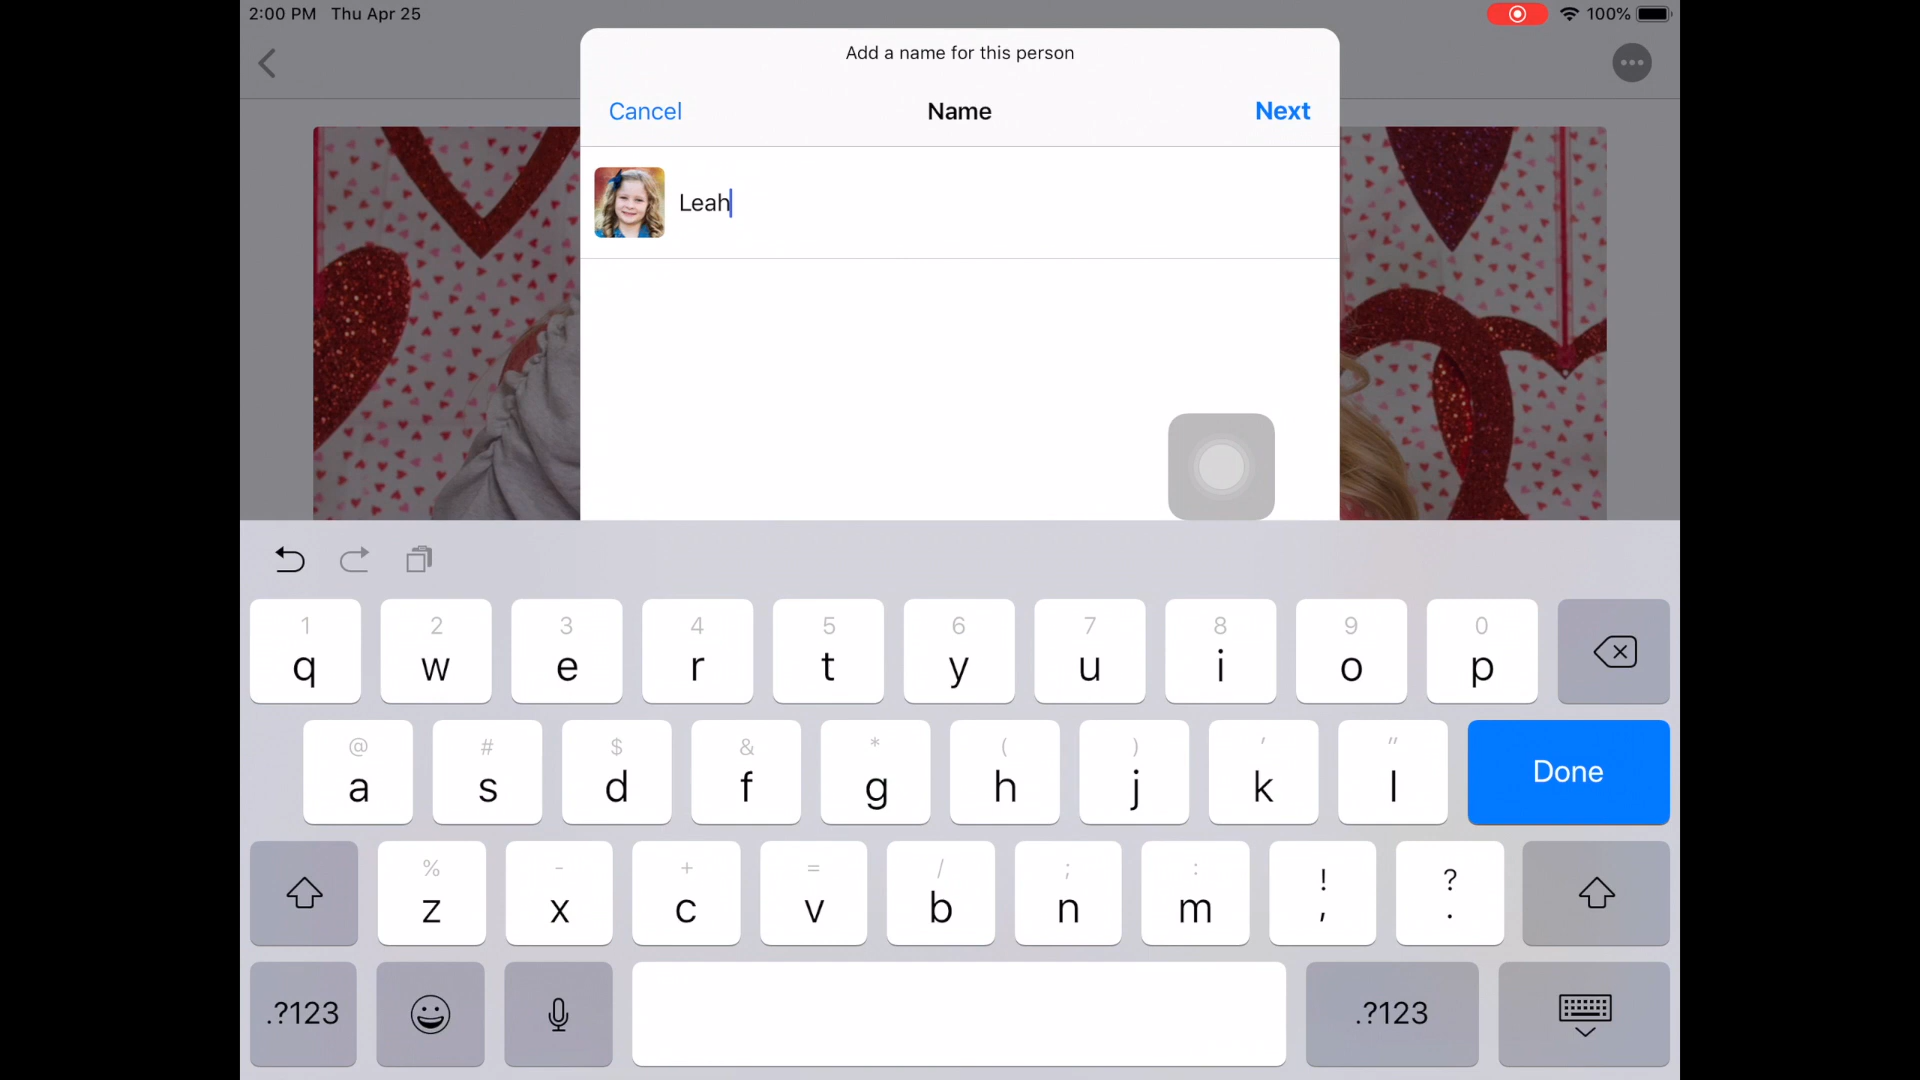 2:00 PM Thu Apr 25
100%
Add a name for this person
Cancel Name Next
Leah
1 2 3 4 5 6 7 8 9 0
q w e r t y u i o p
@ # $ & * ( ) ' "
a s d f g h j k l Done
% - + = / ; : ! ?
z x c v b n m , .
.?123 .?123